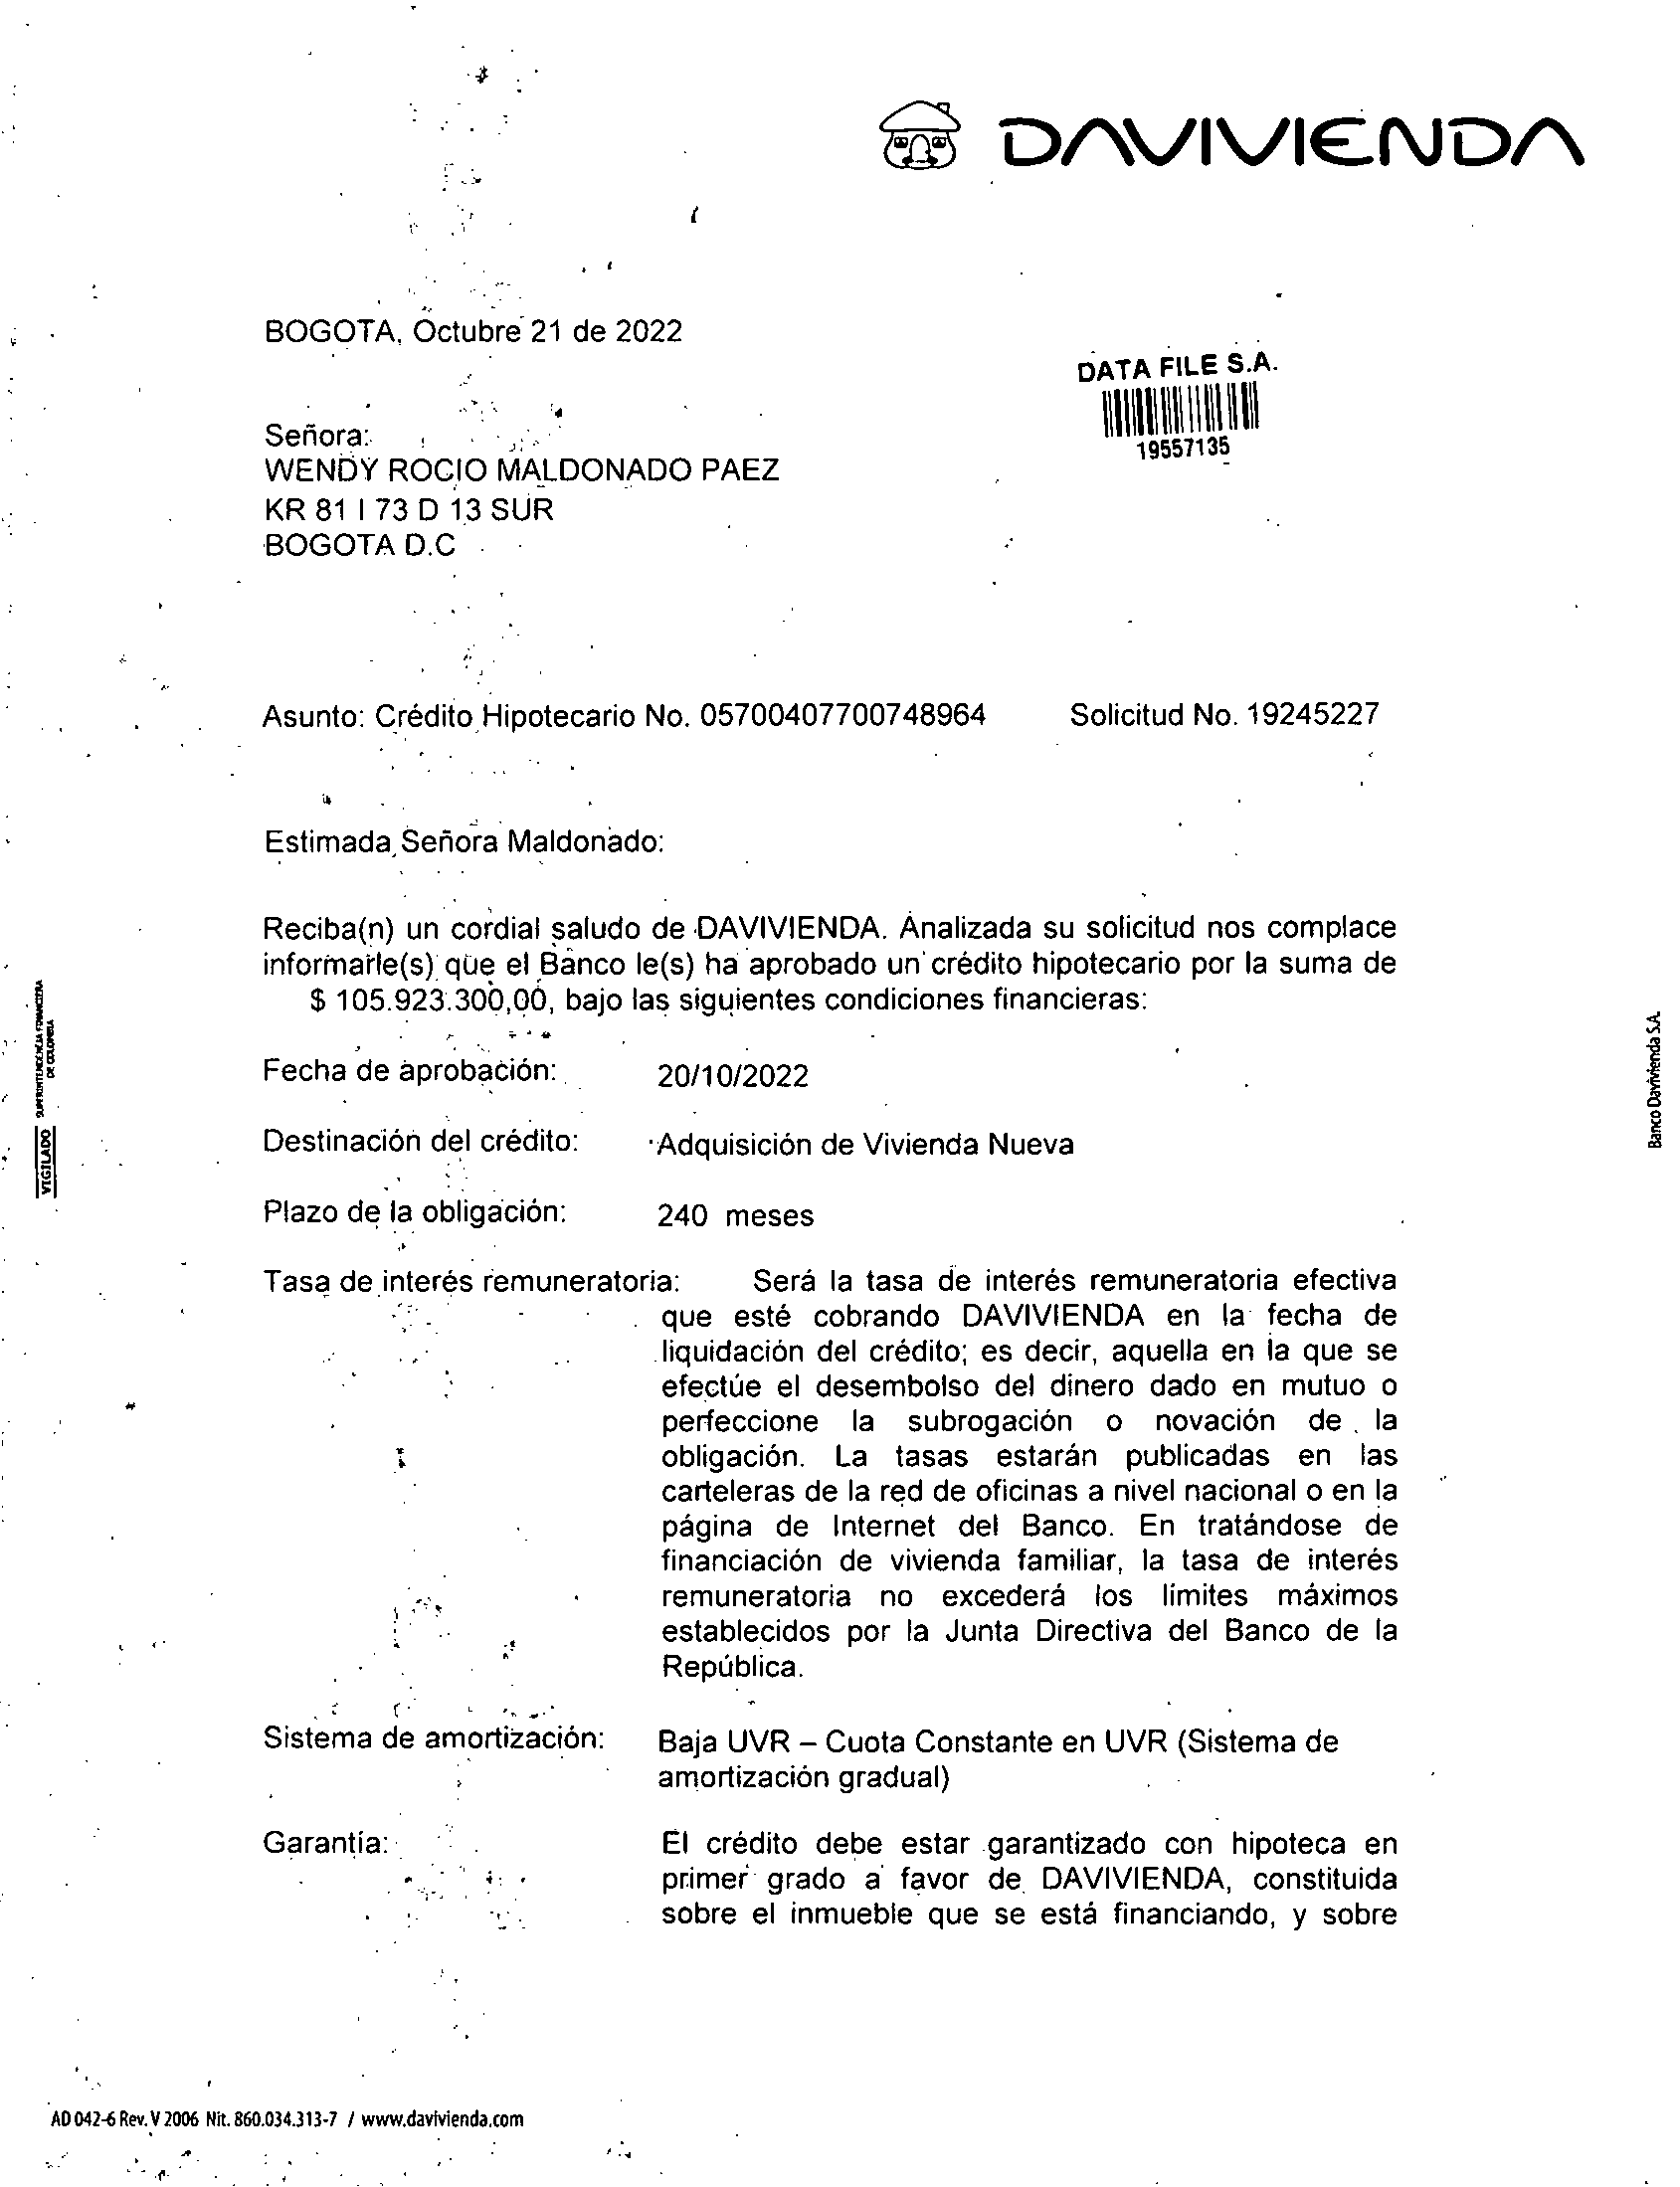 DAVIVIENDA
BOGOTA, Octubre 21 de 2022
DATA FILE S.A.
19557135
Señora:
WENDY ROCIO MALDONADO PAEZ
KR 81 I 73 D 13 SUR
BOGOTA D.C
Asunto: Crédito Hipotecario No. 05700407700748964 Solicitud No. 19245227
Estimada Señora Maldonado:
Reciba(n) un cordial saludo de DAVIVIENDA. Analizada su solicitud nos complace
informarle(s) que el Banco le(s) ha aprobado un crédito hipotecario por la suma de
$ 105.923.300,00, bajo las siguientes condiciones financieras:
Fecha de aprobación: 20/10/2022
Destinación del crédito: Adquisición de Vivienda Nueva
Plazo de la obligación: 240 meses
Tasa de interés remuneratoria: Será la tasa de interés remuneratoria efectiva
que esté cobrando DAVIVIENDA en la fecha de
liquidación del crédito; es decir, aquella en la que se
efectúe el desembolso del dinero dado en mutuo o
perfeccione la subrogación o novación de la
obligación. La tasas estarán publicadas en las
carteleras de la red de oficinas a nivel nacional o en la
página de Internet del Banco. En tratándose de
financiación de vivienda familiar, la tasa de interés
remuneratoria no excederá los límites máximos
establecidos por la Junta Directiva del Banco de la
República.
Sistema de amortización: Baja UVR – Cuota Constante en UVR (Sistema de
amortización gradual)
Garantía: El crédito debe estar garantizado con hipoteca en
primer grado a favor de DAVIVIENDA, constituida
sobre el inmueble que se está financiando, y sobre
VIGILADO SUPERINTENDENCIA FINANCIERA
DE COLOMBIA
Banco Davivienda S.A.
AD 042-6 Rev. V 2006 Nit. 860.034.313-7 / www.davivienda.com